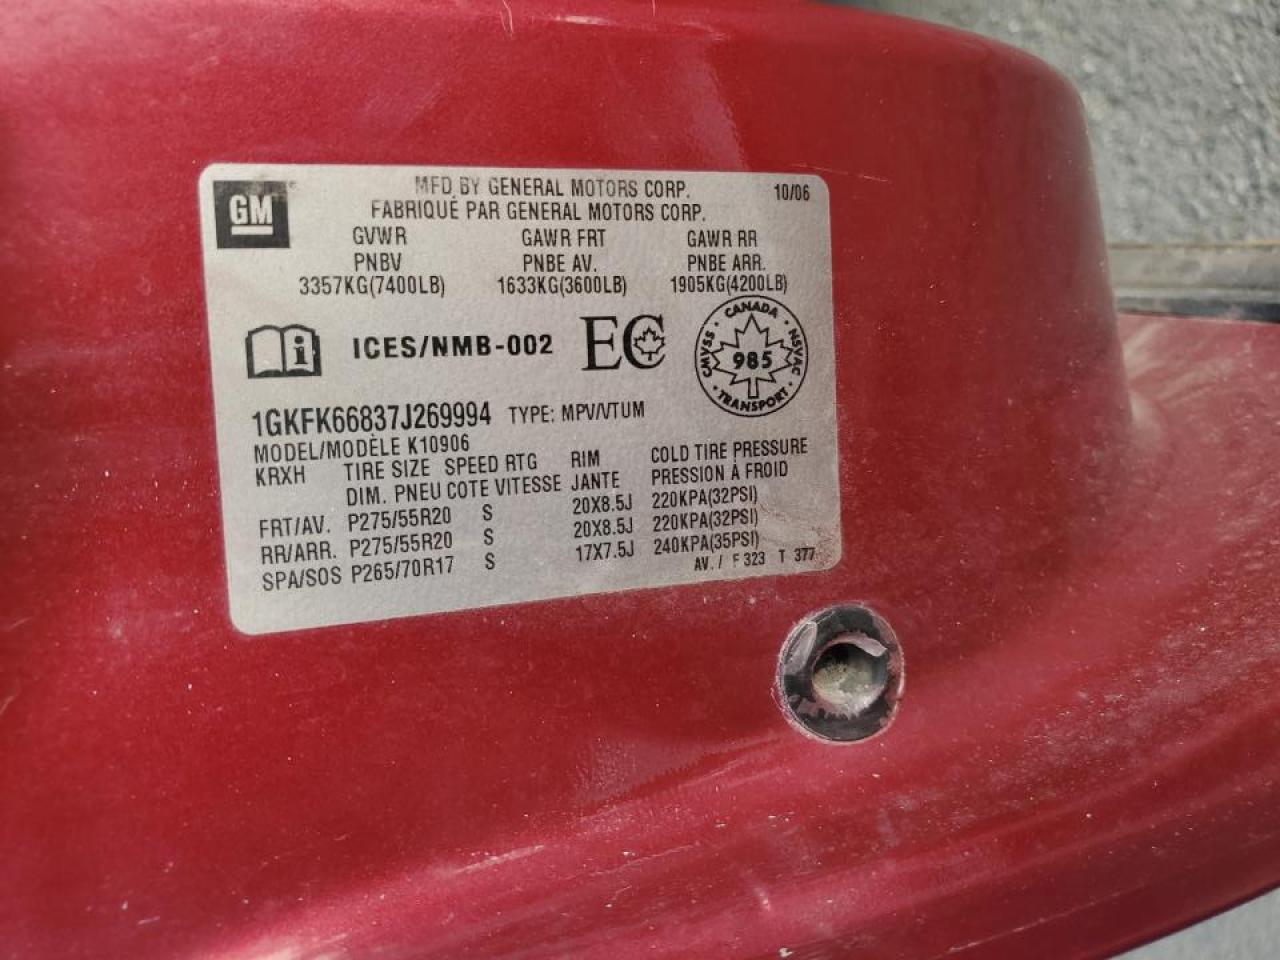 GM
MFD BY GENERAL MOTORS CORP. 10/06
FABRIQUÉ PAR GENERAL MOTORS CORP.
GVWR GAWR FRT GAWR RR
PNBV PNBE AV. PNBE ARR.
3357KG(7400LB) 1633KG(3600LB) 1905KG(4200LB)
i ICES/NMB-002 EC
CANADA
CMVSS · NSVAC
985
TRANSPORT
1GKFK66837J269994 TYPE: MPV/VTUM
MODEL/MODÈLE K10906
KRXH TIRE SIZE SPEED RTG RIM COLD TIRE PRESSURE
DIM. PNEU COTE VITESSE JANTE PRESSION À FROID
FRT/AV. P275/55R20 S 20X8.5J 220KPA(32PSI)
RR/ARR. P275/55R20 S 20X8.5J 220KPA(32PSI)
SPA/SOS P265/70R17 S 17X7.5J 240KPA(35PSI)
AV. / F 323 T 377